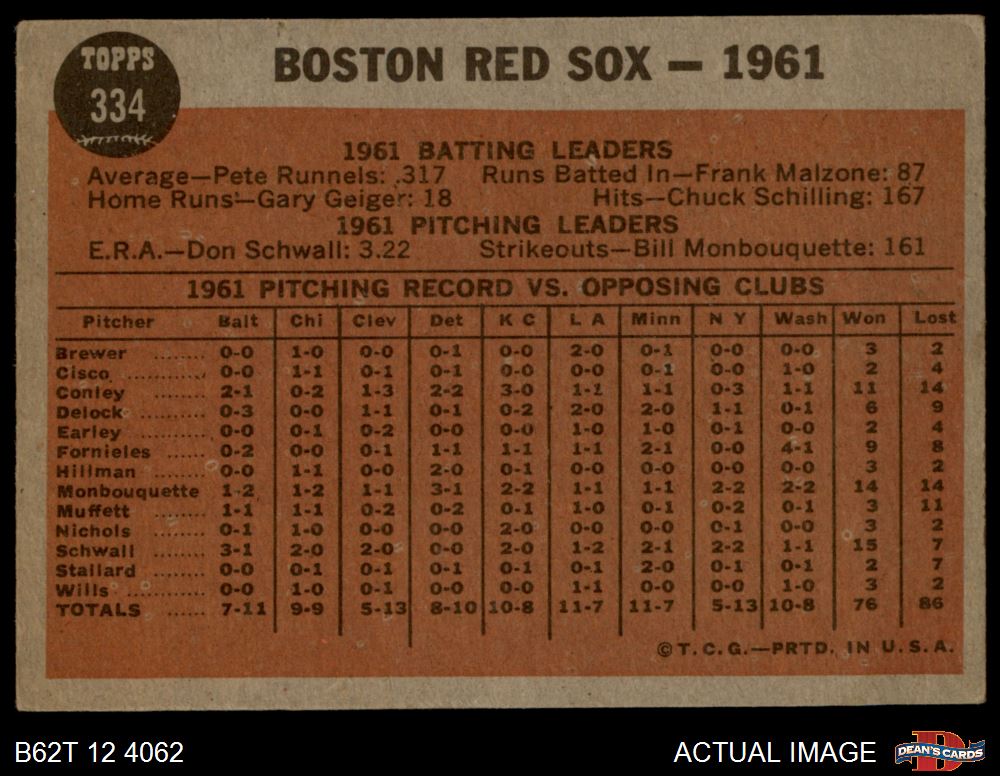 TOPPS
334
BOSTON RED SOX — 1961
1961 BATTING LEADERS
Average—Pete Runnels: .317 Runs Batted In—Frank Malzone: 87
Home Runs—Gary Geiger: 18 Hits—Chuck Schilling: 167
1961 PITCHING LEADERS
E.R.A.—Don Schwall: 3.22 Strikeouts—Bill Monbouquette: 161
1961 PITCHING RECORD VS. OPPOSING CLUBS
Pitcher Balt Chi Clev Det K C L A Minn N Y Wash Won Lost
Brewer ........ 0-0 1-0 0-0 0-1 0-0 2-0 0-1 0-0 0-0 3 2
Cisco ............ 0-0 1-1 0-1 0-1 0-0 0-0 0-1 0-0 1-0 2 4
Conley .......... 2-1 0-2 1-3 2-2 3-0 1-1 1-1 0-3 1-1 11 14
Delock .......... 0-3 0-0 1-1 0-1 0-2 2-0 2-0 1-1 0-1 6 9
Earley .......... 0-0 0-1 0-2 0-0 0-0 1-0 1-0 0-1 0-0 2 4
Fornieles ...... 0-2 0-0 0-1 1-1 1-1 1-1 2-1 0-0 4-1 9 8
Hillman ........ 0-0 1-1 0-0 2-0 0-1 0-0 0-0 0-0 0-0 3 2
Monbouquette 1-2 1-2 1-1 3-1 2-2 1-1 1-1 2-2 2-2 14 14
Muffett ........ 1-1 1-1 0-2 0-2 0-1 1-0 0-1 0-2 0-1 3 11
Nichols ........ 0-1 1-0 0-0 0-0 2-0 0-0 0-0 0-1 0-0 3 2
Schwall ........ 3-1 2-0 2-0 0-0 2-0 1-2 2-1 2-2 1-1 15 7
Stallard ........ 0-0 0-1 0-1 0-1 0-1 0-1 2-0 0-1 0-1 2 7
Wills ............ 0-0 1-0 0-1 0-0 0-0 1-1 0-0 0-0 1-0 3 2
TOTALS ...... 7-11 9-9 5-13 8-10 10-8 11-7 11-7 5-13 10-8 76 86
©T.C.G.—PRTD. IN U.S.A.
B62T 12 4062
ACTUAL IMAGE
DEAN'S CARDS